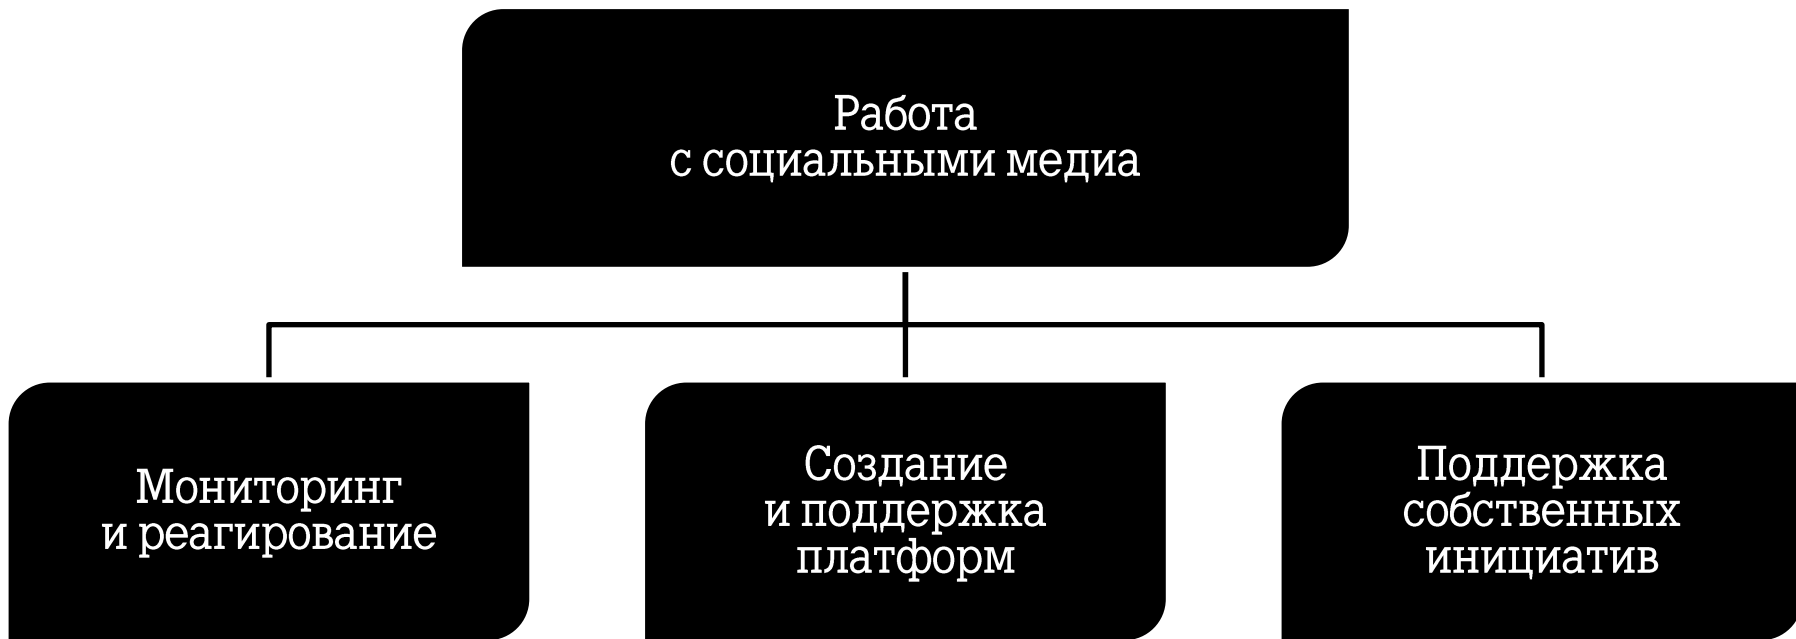 Работа
с социальными медиа
Мониторинг
и реагирование
Создание
и поддержка
платформ
Поддержка
собственных
инициатив